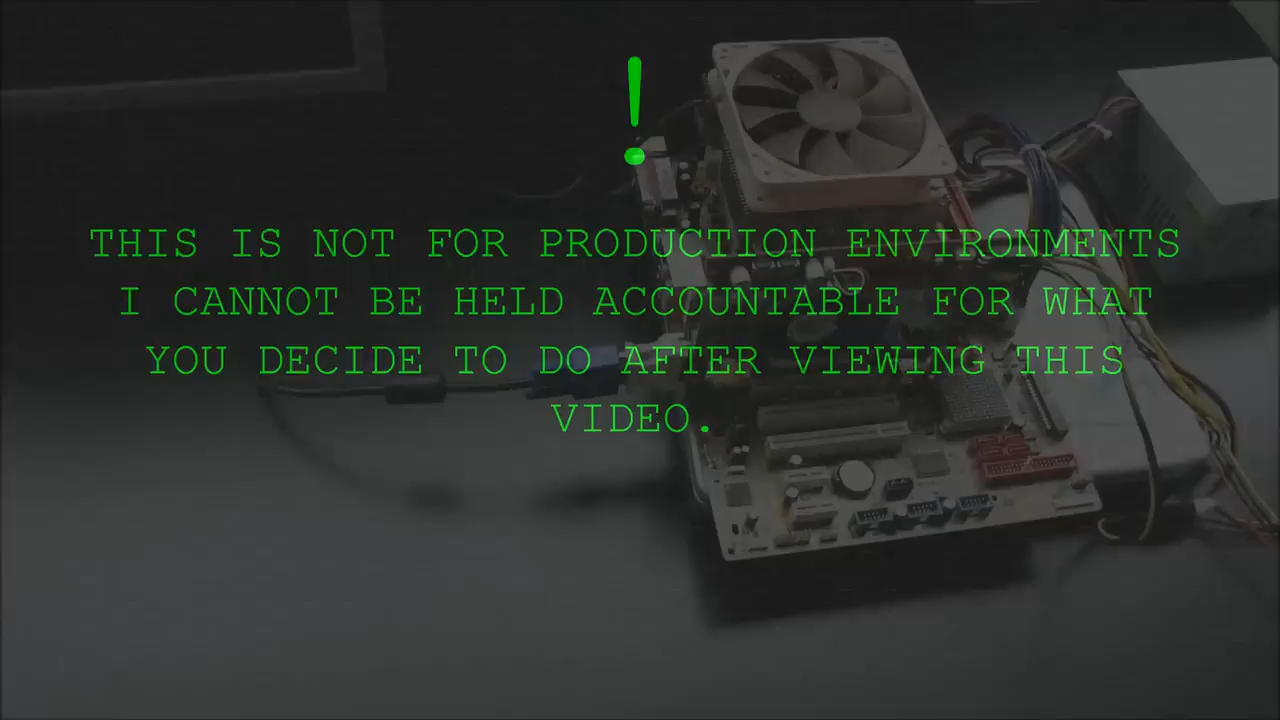 !
THIS IS NOT FOR PRODUCTION ENVIRONMENTS
I CANNOT BE HELD ACCOUNTABLE FOR WHAT
YOU DECIDE TO DO AFTER VIEWING THIS
VIDEO.